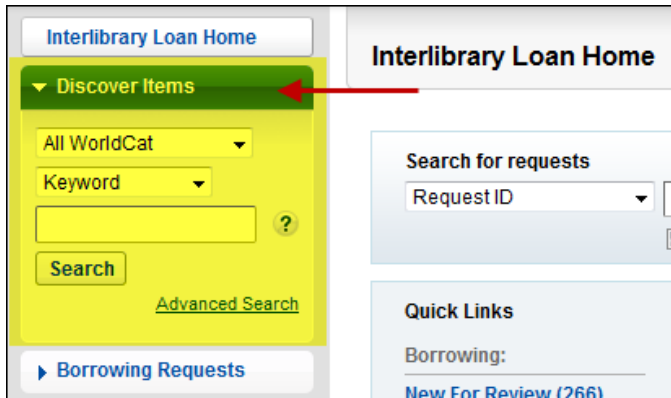 Interlibrary Loan Home
Discover Items
All WorldCat
Keyword
?
Search
Advanced Search
Borrowing Requests
Interlibrary Loan Home
Search for requests
Request ID
Quick Links
Borrowing:
New For Review (266)